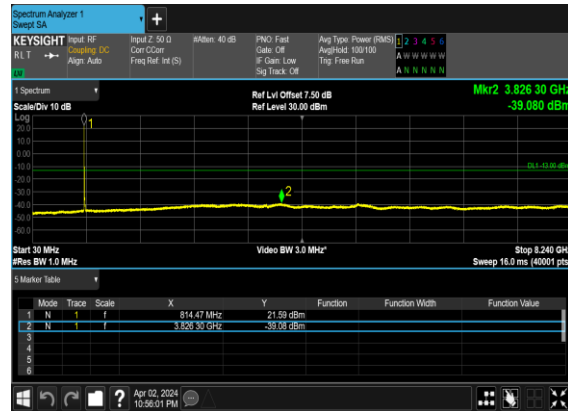 Spectrum Analyzer 1
Swept SA
+
KEYSIGHT Input: RF Input Z: 50 Ω #Atten: 40 dB PNO: Fast Avg Type: Power (RMS) 1 2 3 4 5 6
RLT Coupling: DC Corr CCorr Gate: Off Avg|Hold: 100/100 A W W W W W
Align: Auto Freq Ref: Int (S) IF Gain: Low Trig: Free Run
Sig Track: Off A N N N N N
1 Spectrum Ref Lvl Offset 7.50 dB Mkr2 3.826 30 GHz
Scale/Div 10 dB Ref Level 30.00 dBm -39.080 dBm
Log
20.0
10.0
0.00
-10.0
-20.0
-30.0
-40.0
-50.0
-60.0
1
DL1 -13.00 dBm
2
Start 30 MHz Video BW 3.0 MHz* Stop 8.240 GHz
#Res BW 1.0 MHz Sweep 16.0 ms (40001 pts)
5 Marker Table
Mode Trace Scale X Y Function Function Width Function Value
1 N 1 f 814.47 MHz 21.59 dBm
2 N 1 f 3.826 30 GHz -39.08 dBm
3
4
5
6
? Apr 02, 2024
10:56:01 PM